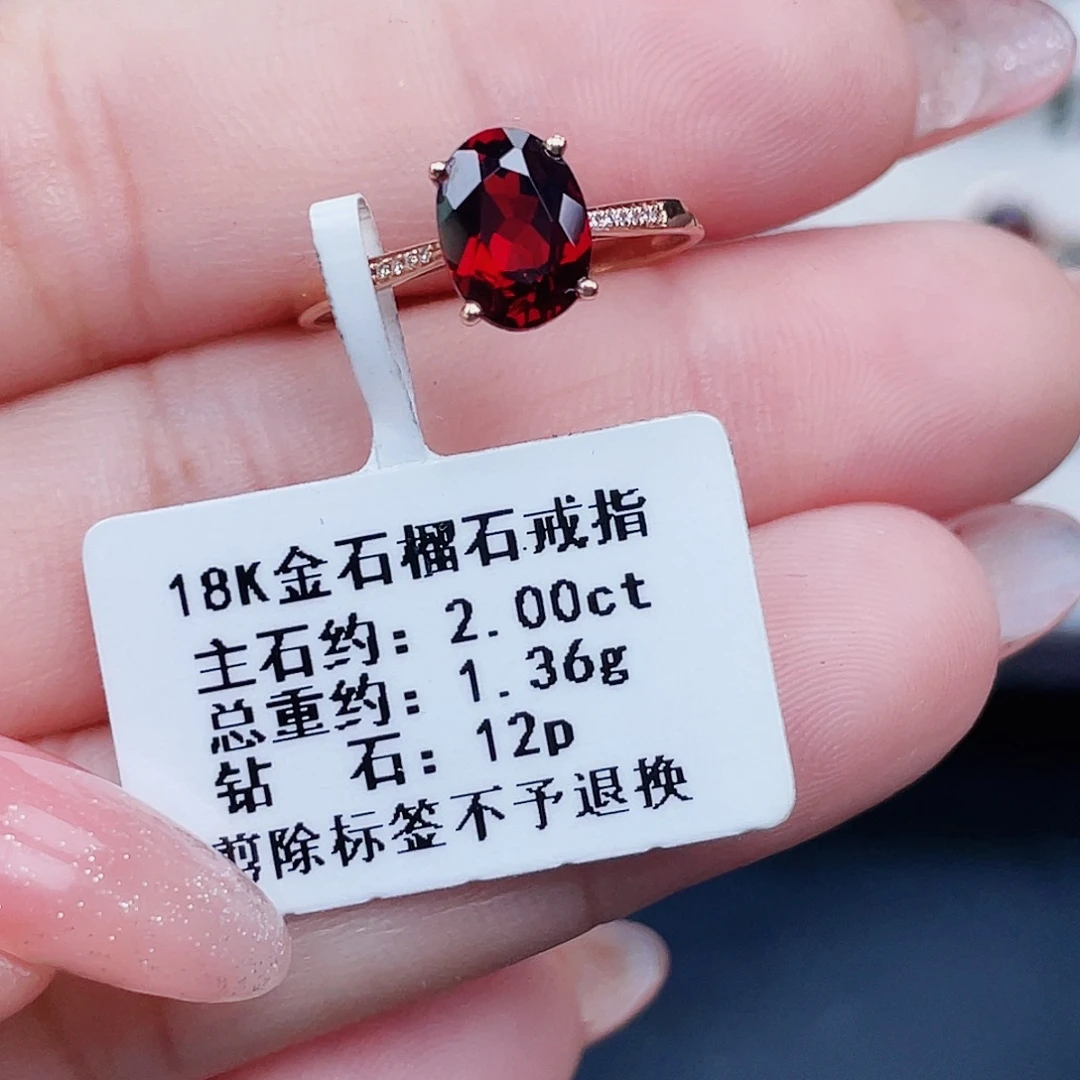 18K金石榴石戒指
主石约：2.00ct
总重约：1.36g
钻 石：12p
剪除标签不予退换